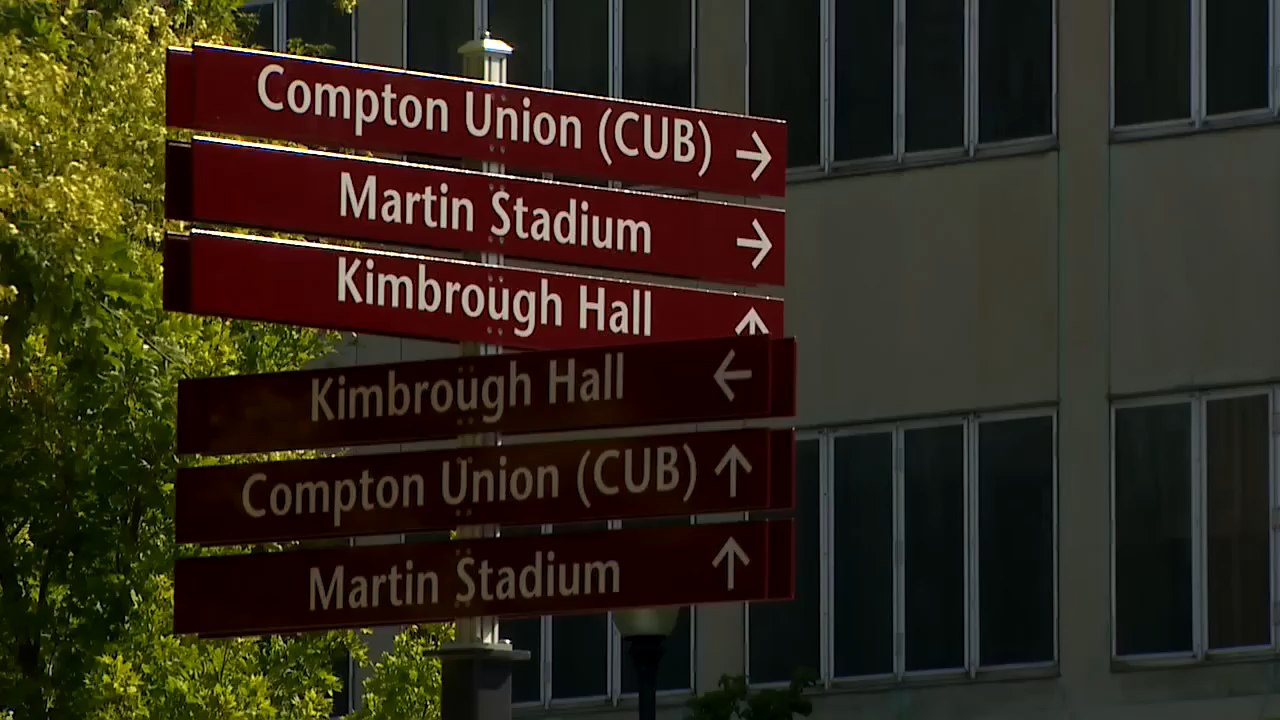 Compton Union (CUB) →
Martin Stadium →
Kimbrough Hall ↑
Kimbrough Hall ←
Compton Union (CUB) ↑
Martin Stadium ↑